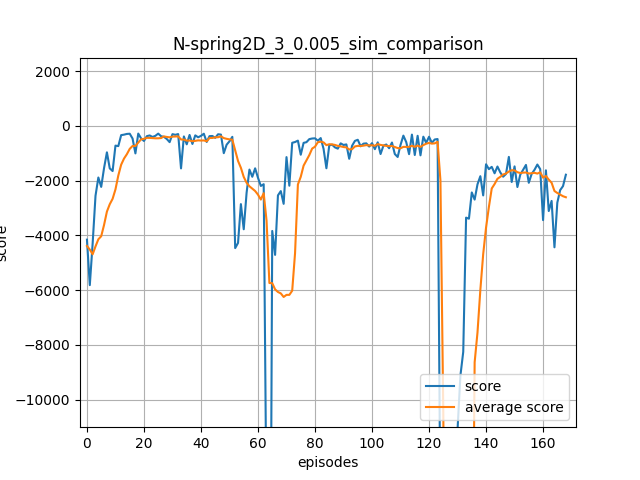 N-spring2D_3_0.005_sim_comparison
2000
0
−2000
−4000
−6000
−8000
−10000
score
0 20 40 60 80 100 120 140 160
episodes
score
average score